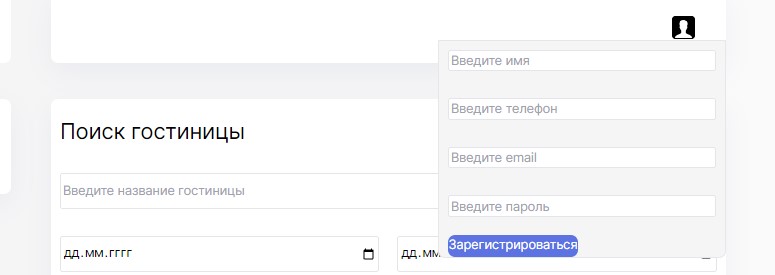 Введите имя
Введите телефон
Поиск гостиницы
Введите email
Введите название гостиницы
Введите пароль
Зарегистрироваться
дд.мм.гггг
дд.мм.